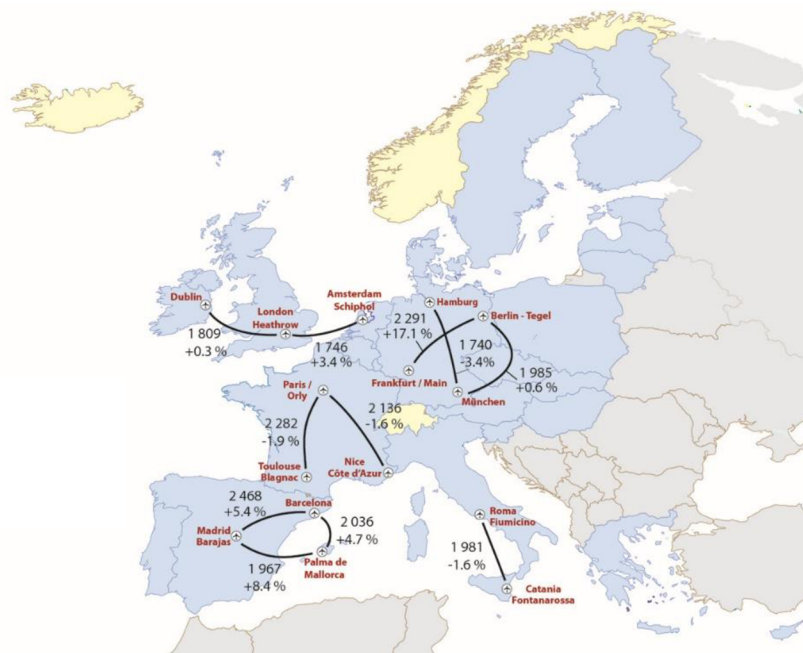 Dublin
London
Heathrow
Amsterdam
Schiphol
1 809
+0.3 %
1 746
+3.4 %
Hamburg
Berlin - Tegel
2 291
+17.1 %
1 740
-3.4%
1 985
+0.6 %
Frankfurt / Main
München
Paris /
Orly
2 136
-1.6 %
2 282
-1.9 %
Toulouse
Blagnac
Nice
Côte d'Azur
2 468
+5.4 %
Barcelona
2 036
+4.7 %
Madrid
Barajas
Palma de
Mallorca
1 967
+8.4 %
Roma
Fiumicino
1 981
-1.6 %
Catania
Fontanarossa